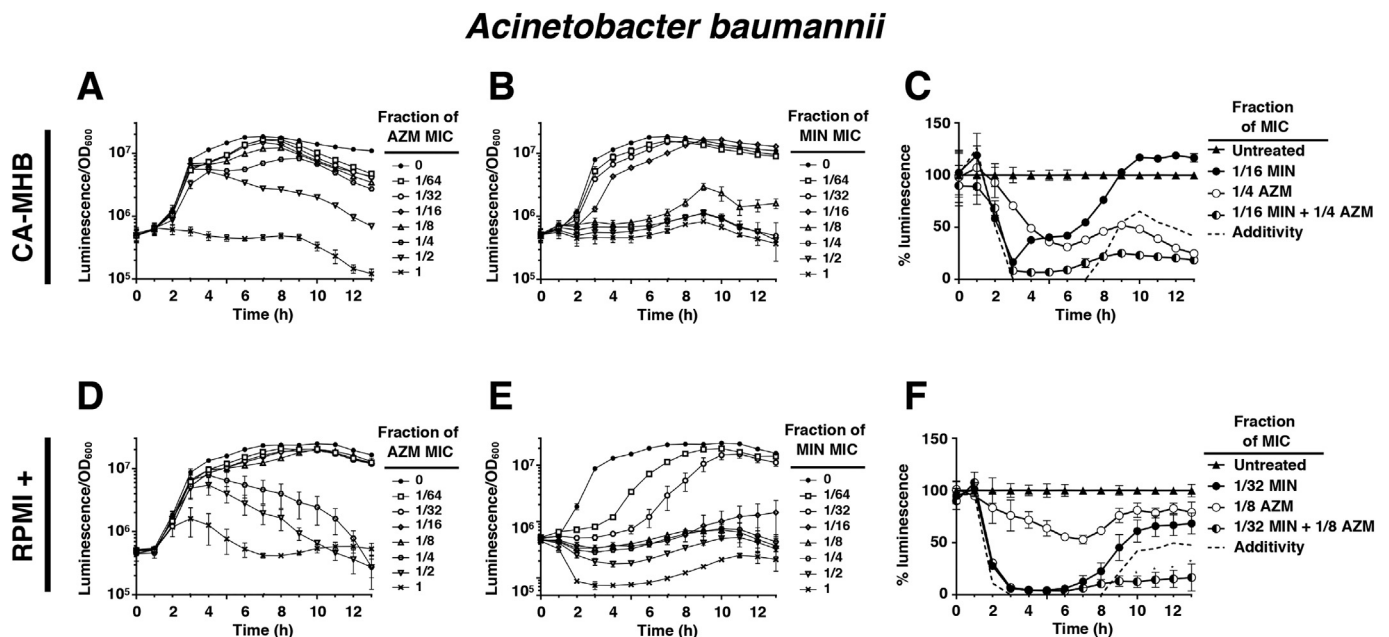 Acinetobacter baumannii
CA-MHB
A
Luminescence/OD600
10^7
10^6
10^5
0 2 4 6 8 10 12
Time (h)
Fraction of
AZM MIC
0
1/64
1/32
1/16
1/8
1/4
1/2
1
B
Luminescence/OD600
10^7
10^6
10^5
0 2 4 6 8 10 12
Time (h)
Fraction of
MIN MIC
0
1/64
1/32
1/16
1/8
1/4
1/2
1
C
% luminescence
150
100
50
0
0 2 4 6 8 10 12
Time (h)
Fraction
of MIC
Untreated
1/16 MIN
1/4 AZM
1/16 MIN + 1/4 AZM
Additivity
RPMI +
D
Luminescence/OD600
10^7
10^6
10^5
0 2 4 6 8 10 12
Time (h)
Fraction of
AZM MIC
0
1/64
1/32
1/16
1/8
1/4
1/2
1
E
Luminescence/OD600
10^7
10^6
10^5
0 2 4 6 8 10 12
Time (h)
Fraction of
MIN MIC
0
1/64
1/32
1/16
1/8
1/4
1/2
1
F
% luminescence
150
100
50
0
0 2 4 6 8 10 12
Time (h)
Fraction
of MIC
Untreated
1/32 MIN
1/8 AZM
1/32 MIN + 1/8 AZM
Additivity